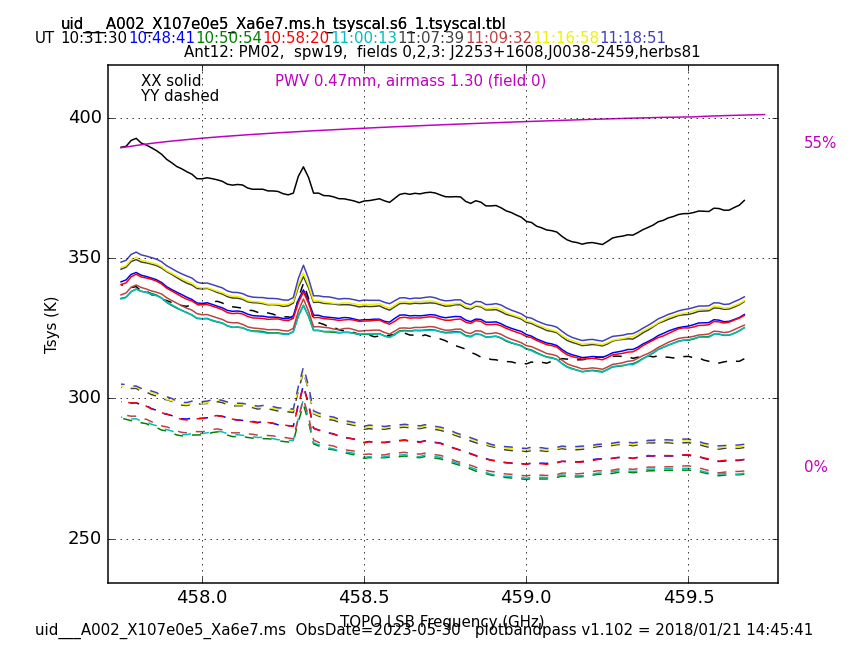 uid___A002_X107e0e5_Xa6e7.ms.h_tsyscal.s6_1.tsyscal.tbl
UT 10:31:30 10:48:41 10:50:54 10:58:20 11:00:13 11:07:39 11:09:32 11:16:58 11:18:51
Ant12: PM02, spw19, fields 0,2,3: J2253+1608,J0038-2459,herbs81
XX solid PWV 0.47mm, airmass 1.30 (field 0)
YY dashed
400
55%
350
Tsys (K)
300
0%
250
458.0 458.5 459.0 459.5
TOPO LSB Frequency (GHz)
uid___A002_X107e0e5_Xa6e7.ms ObsDate=2023-05-30 plotbandpass v1.102 = 2018/01/21 14:45:41